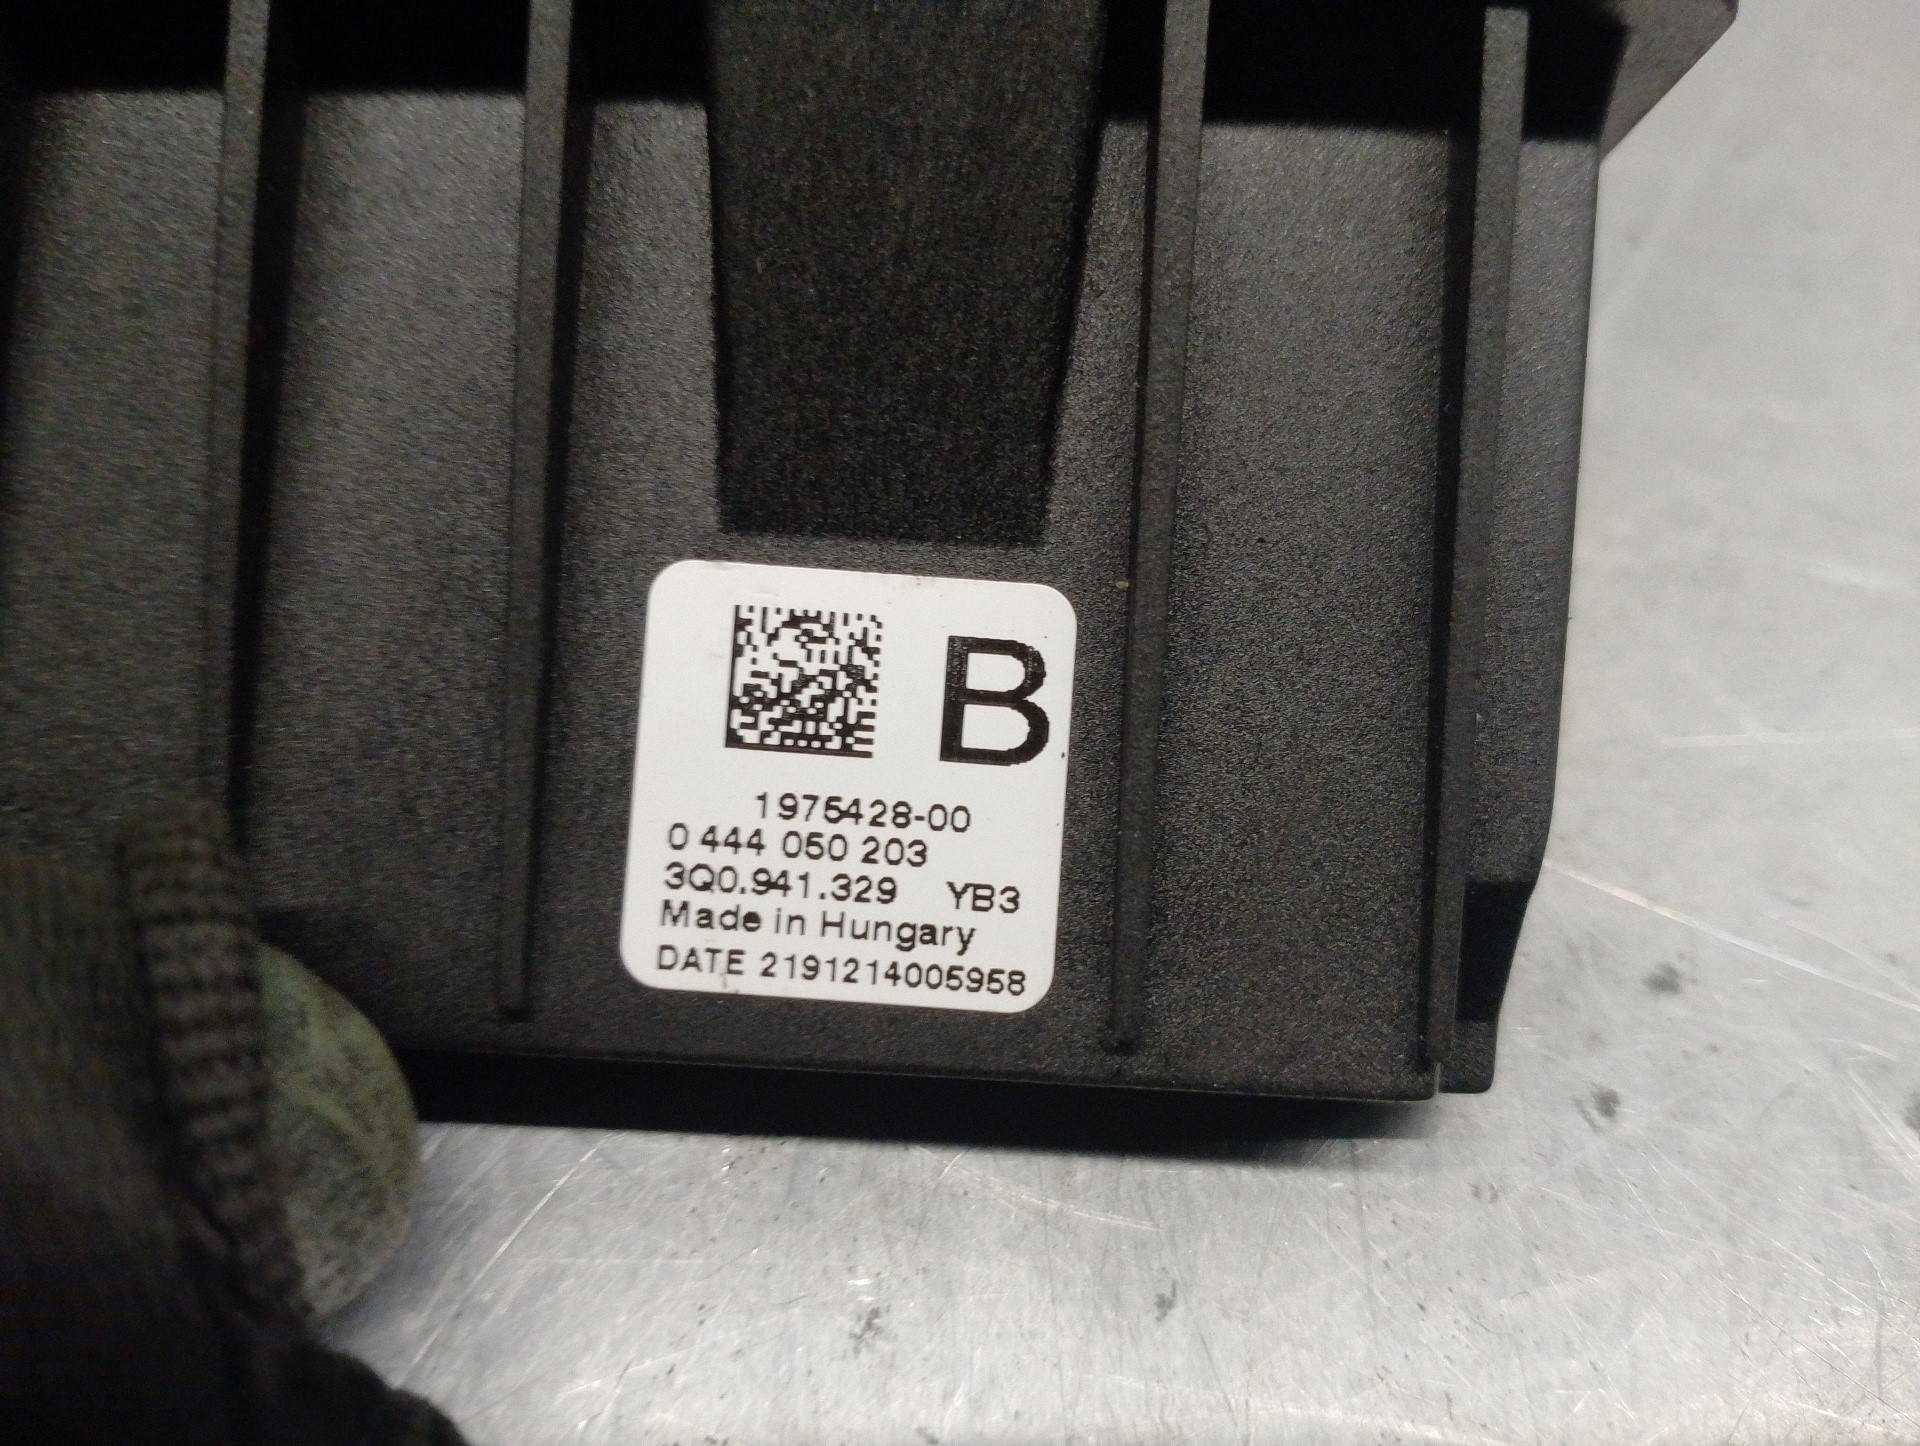 B
1975428-00
0 444 050 203
3Q0.941.329 YB3
Made in Hungary
DATE 2191214005958